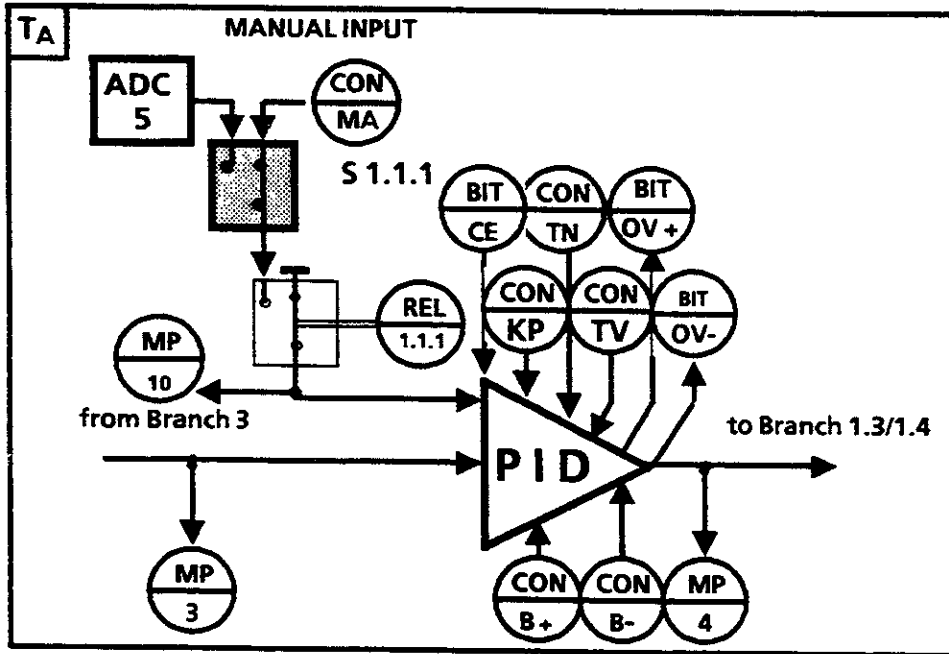 TA
MANUAL INPUT
ADC
5
CON
MA
S 1.1.1
BIT
CE
CON
TN
BIT
OV +
CON
KP
CON
TV
BIT
OV-
REL
1.1.1
MP
10
from Branch 3
to Branch 1.3/1.4
PID
MP
3
CON
B+
CON
B-
MP
4